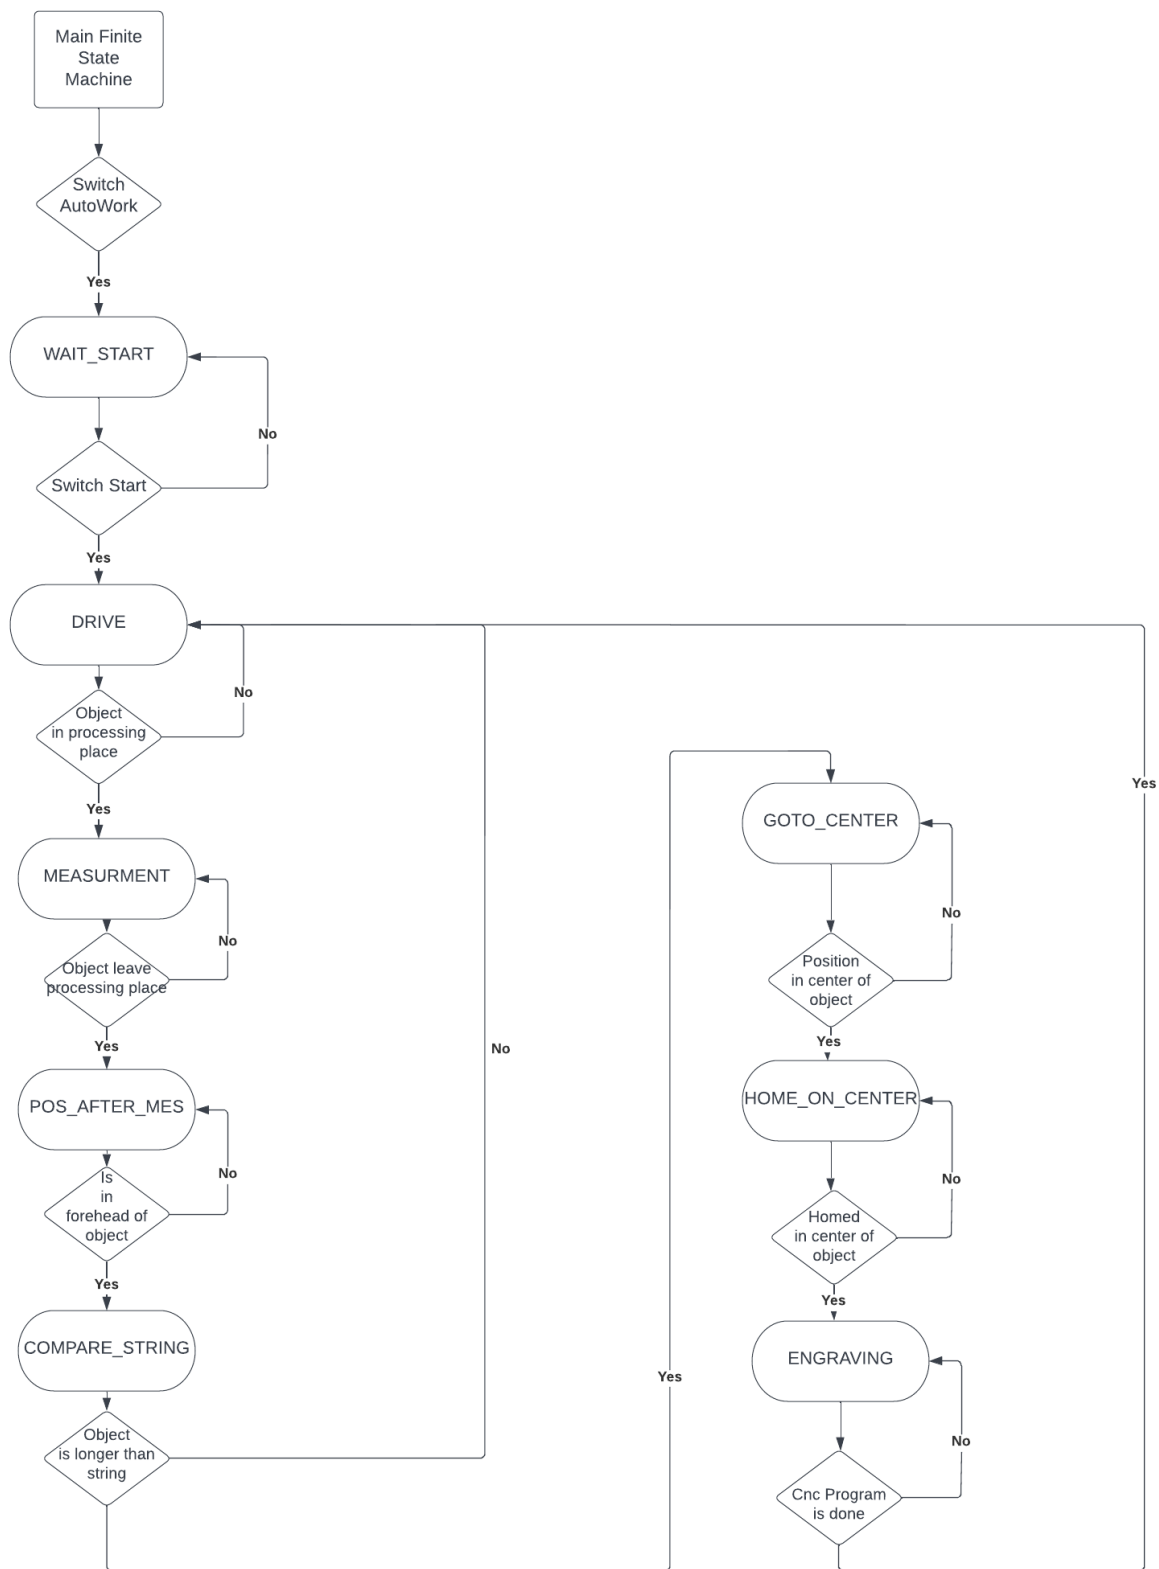 Main Finite
State
Machine
Switch
AutoWork
Yes
WAIT_START
No
Switch Start
Yes
DRIVE
No
Object
in processing
place
Yes
MEASURMENT
No
Object leave
processing place
Yes
POS_AFTER_MES
No
Is
in
forehead of
object
Yes
COMPARE_STRING
Object
is longer than
string
No
Yes
GOTO_CENTER
No
Position
in center of
object
Yes
HOME_ON_CENTER
No
Homed
in center of
object
Yes
ENGRAVING
No
Cnc Program
is done
Yes